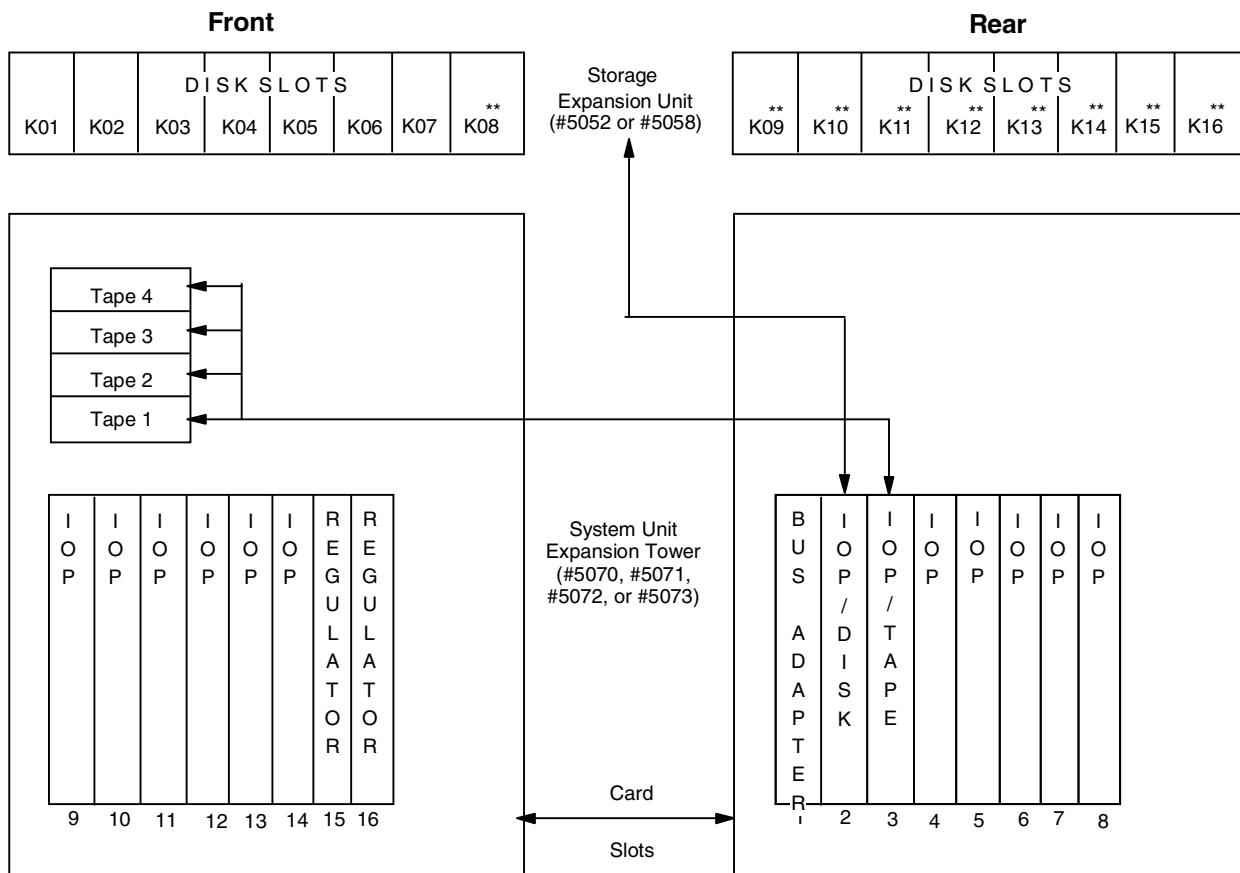 Front
Rear
DISK SLOTS
K01 K02 K03 K04 K05 K06 K07 K08 **
Storage
Expansion Unit
(#5052 or #5058)
DISK SLOTS
K09 ** K10 ** K11 ** K12 ** K13 ** K14 ** K15 ** K16 **
Tape 4
Tape 3
Tape 2
Tape 1
IOP
IOP
IOP
IOP
IOP
IOP
REGULATOR
REGULATOR
9 10 11 12 13 14 15 16
System Unit
Expansion Tower
(#5070, #5071,
#5072, or #5073)
Card
Slots
BUS ADAPTER
IOP/DISK
IOP/TAPE
IOP
IOP
IOP
IOP
IOP
2 3 4 5 6 7 8